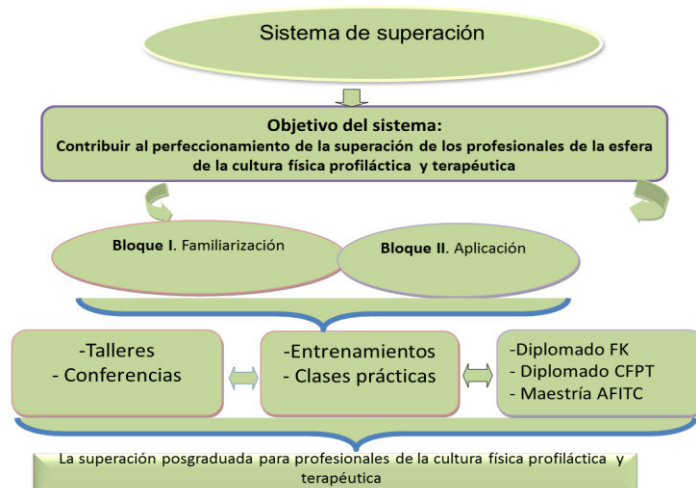 Sistema de superación
Objetivo del sistema:
Contribuir al perfeccionamiento de la superación de los profesionales de la esfera
de la cultura física profiláctica y terapéutica
Bloque I. Familiarización
Bloque II. Aplicación
-Talleres
- Conferencias
-Entrenamientos
- Clases prácticas
-Diplomado FK
- Diplomado CFPT
- Maestría AFITC
La superación posgraduada para profesionales de la cultura física profiláctica y
terapéutica